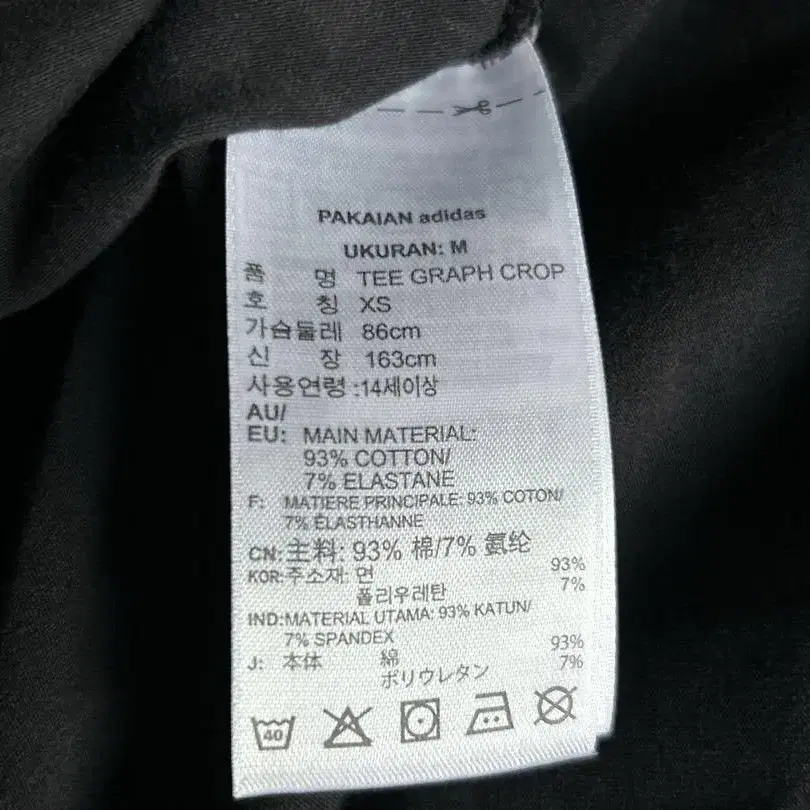 PAKAIAN adidas
UKURAN: M
품 명 TEE GRAPH CROP
호 칭 XS
가슴둘레 86cm
신 장 163cm
사용연령 :14세이상
AU/
EU: MAIN MATERIAL:
93% COTTON/
7% ELASTANE
F: MATIERE PRINCIPALE: 93% COTON/
7% ÉLASTHANNE
CN: 主料: 93% 棉/7% 氨纶
KOR: 주소재: 면 93%
폴리우레탄 7%
IND: MATERIAL UTAMA: 93% KATUN/
7% SPANDEX
J: 本体 綿 93%
ポリウレタン 7%
40